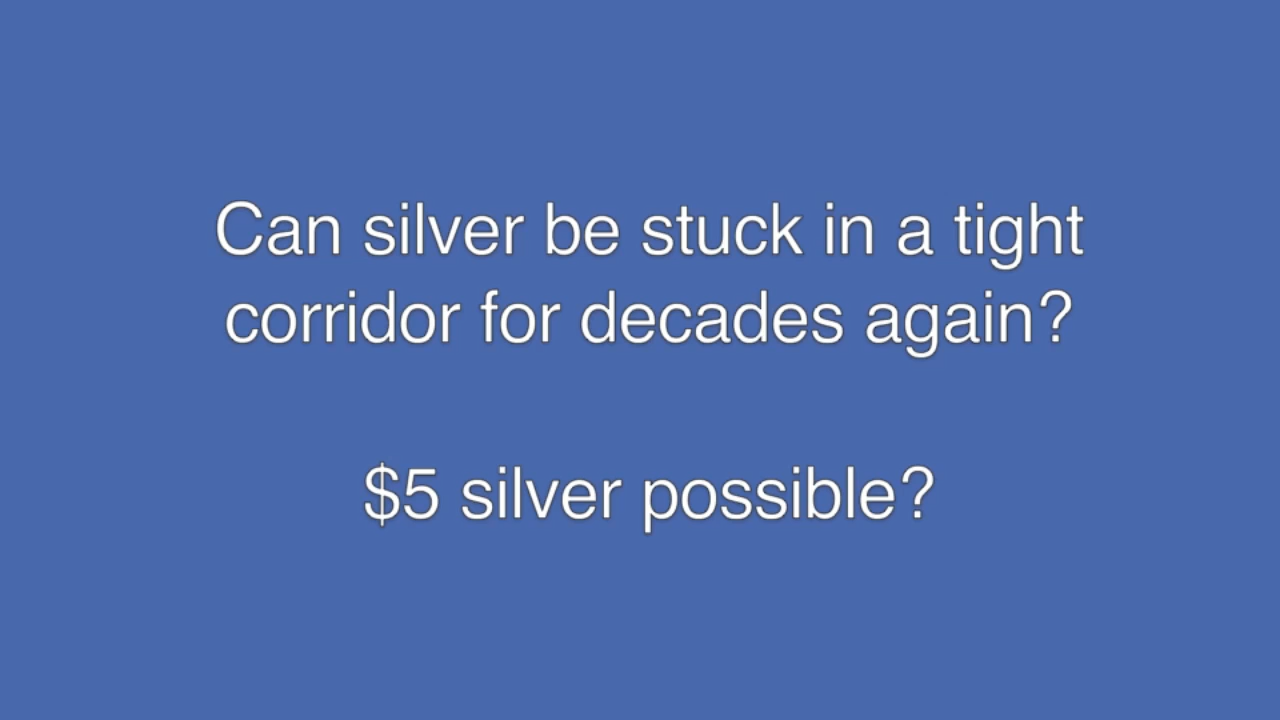 Can silver be stuck in a tight
corridor for decades again?
$5 silver possible?